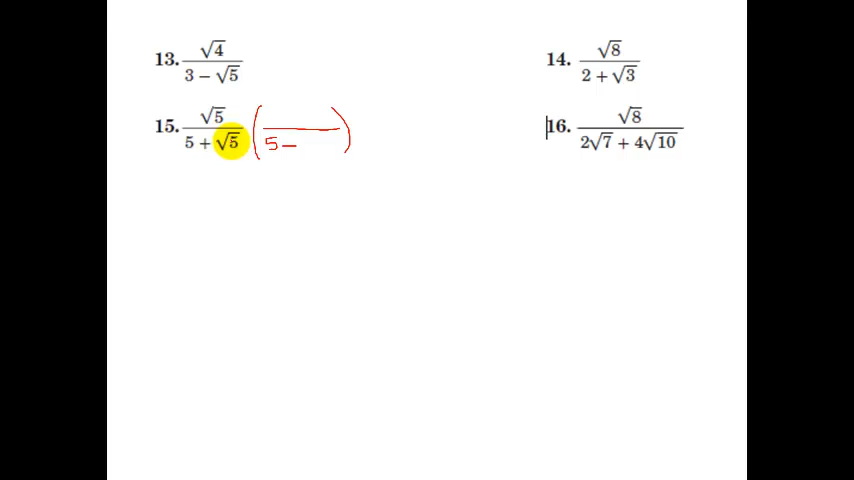 13. √4 / (3 − √5)
14. √8 / (2 + √3)
15. √5 / (5 + √5) ( / 5 − )
16. √8 / (2√7 + 4√10)